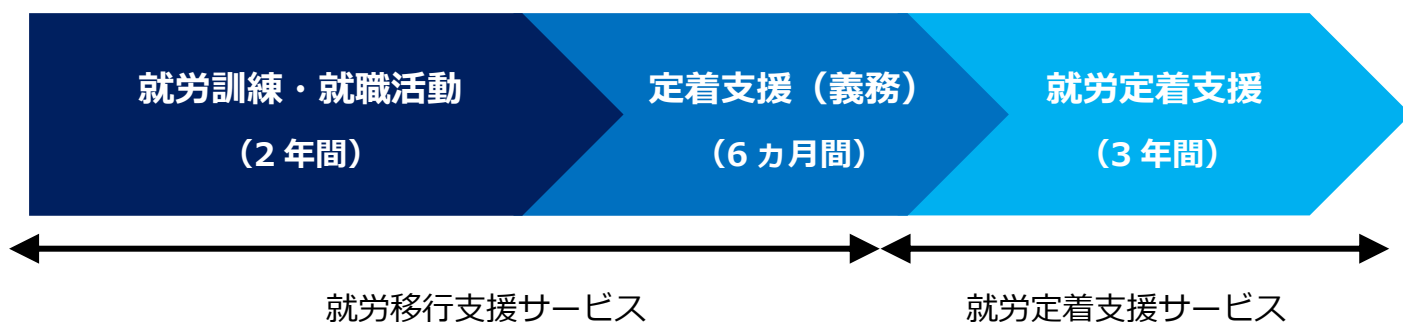 就労訓練・就職活動
（2 年間）
定着支援（義務）
（6 ヵ月間）
就労定着支援
（3 年間）
就労移行支援サービス
就労定着支援サービス